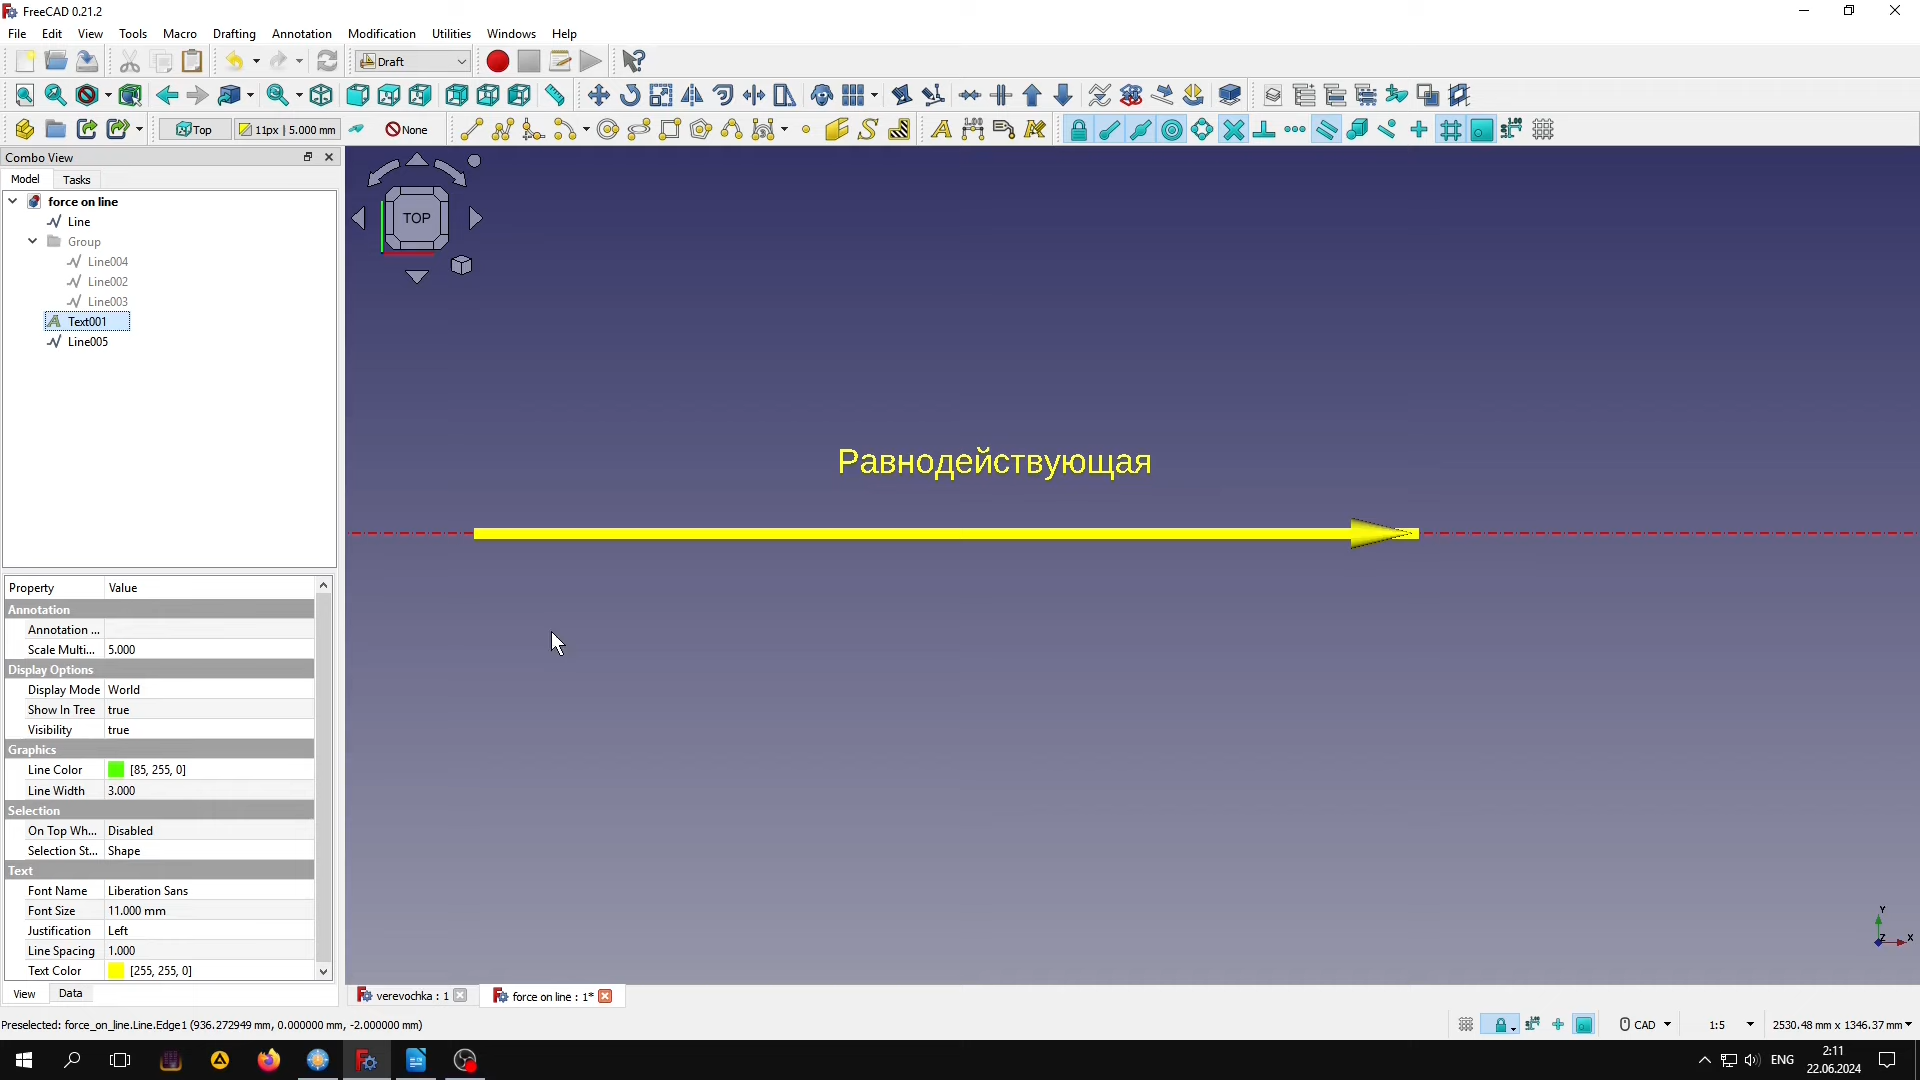 FreeCAD 0.21.2
File Edit View Tools Macro Drafting Annotation Modification Utilities Windows Help
Draft
Top 11px | 5.000 mm None
Combo View
Model Tasks
force on line
Line
Group
Line004
Line002
Line003
Text001
Line005
TOP
Равнодействующая
Property Value
Annotation
Annotation ...
Scale Multi... 5.000
Display Options
Display Mode World
Show In Tree true
Visibility true
Graphics
Line Color [85, 255, 0]
Line Width 3.000
Selection
On Top Wh... Disabled
Selection St... Shape
Text
Font Name Liberation Sans
Font Size 11.000 mm
Justification Left
Line Spacing 1.000
Text Color [255, 255, 0]
View Data
verevochka : 1 force on line : 1*
Y
Z X
Preselected: force_on_line.Line.Edge1 (936.272949 mm, 0.000000 mm, -2.000000 mm)
CAD 1:5 2530.48 mm x 1346.37 mm
ENG 2:11
22.06.2024